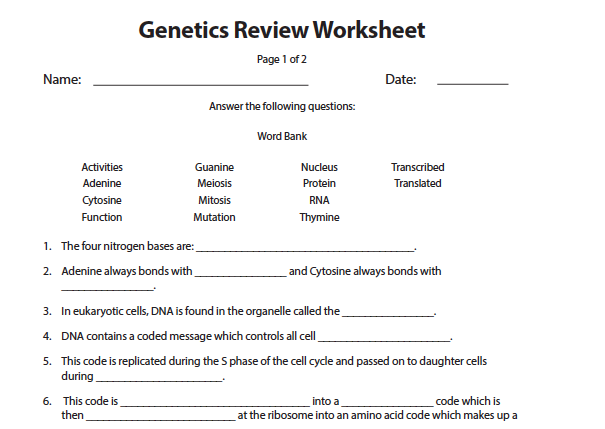 Genetics Review Worksheet
Page 1 of 2
Name: ______________________________ Date: __________
Answer the following questions:
Word Bank
Activities Guanine Nucleus Transcribed
Adenine Meiosis Protein Translated
Cytosine Mitosis RNA
Function Mutation Thymine
1. The four nitrogen bases are: ___________________________________.
2. Adenine always bonds with _______________ and Cytosine always bonds with
_______________.
3. In eukaryotic cells, DNA is found in the organelle called the _______________.
4. DNA contains a coded message which controls all cell _____________________.
5. This code is replicated during the S phase of the cell cycle and passed on to daughter cells
during ____________________.
6. This code is ______________________________ into a _______________ code which is
then ________________________ at the ribosome into an amino acid code which makes up a